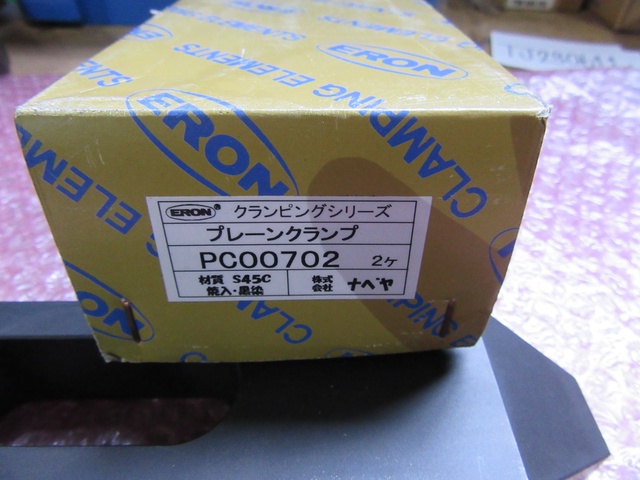 ERON
CLAMPING ELEMENTS
ERON
CLAMPING ELEMENTS
ERON® クランピングシリーズ
プレーンクランプ
PC00702 2ケ
材質 S45C
焼入・黒染
株式会社 ナベヤ